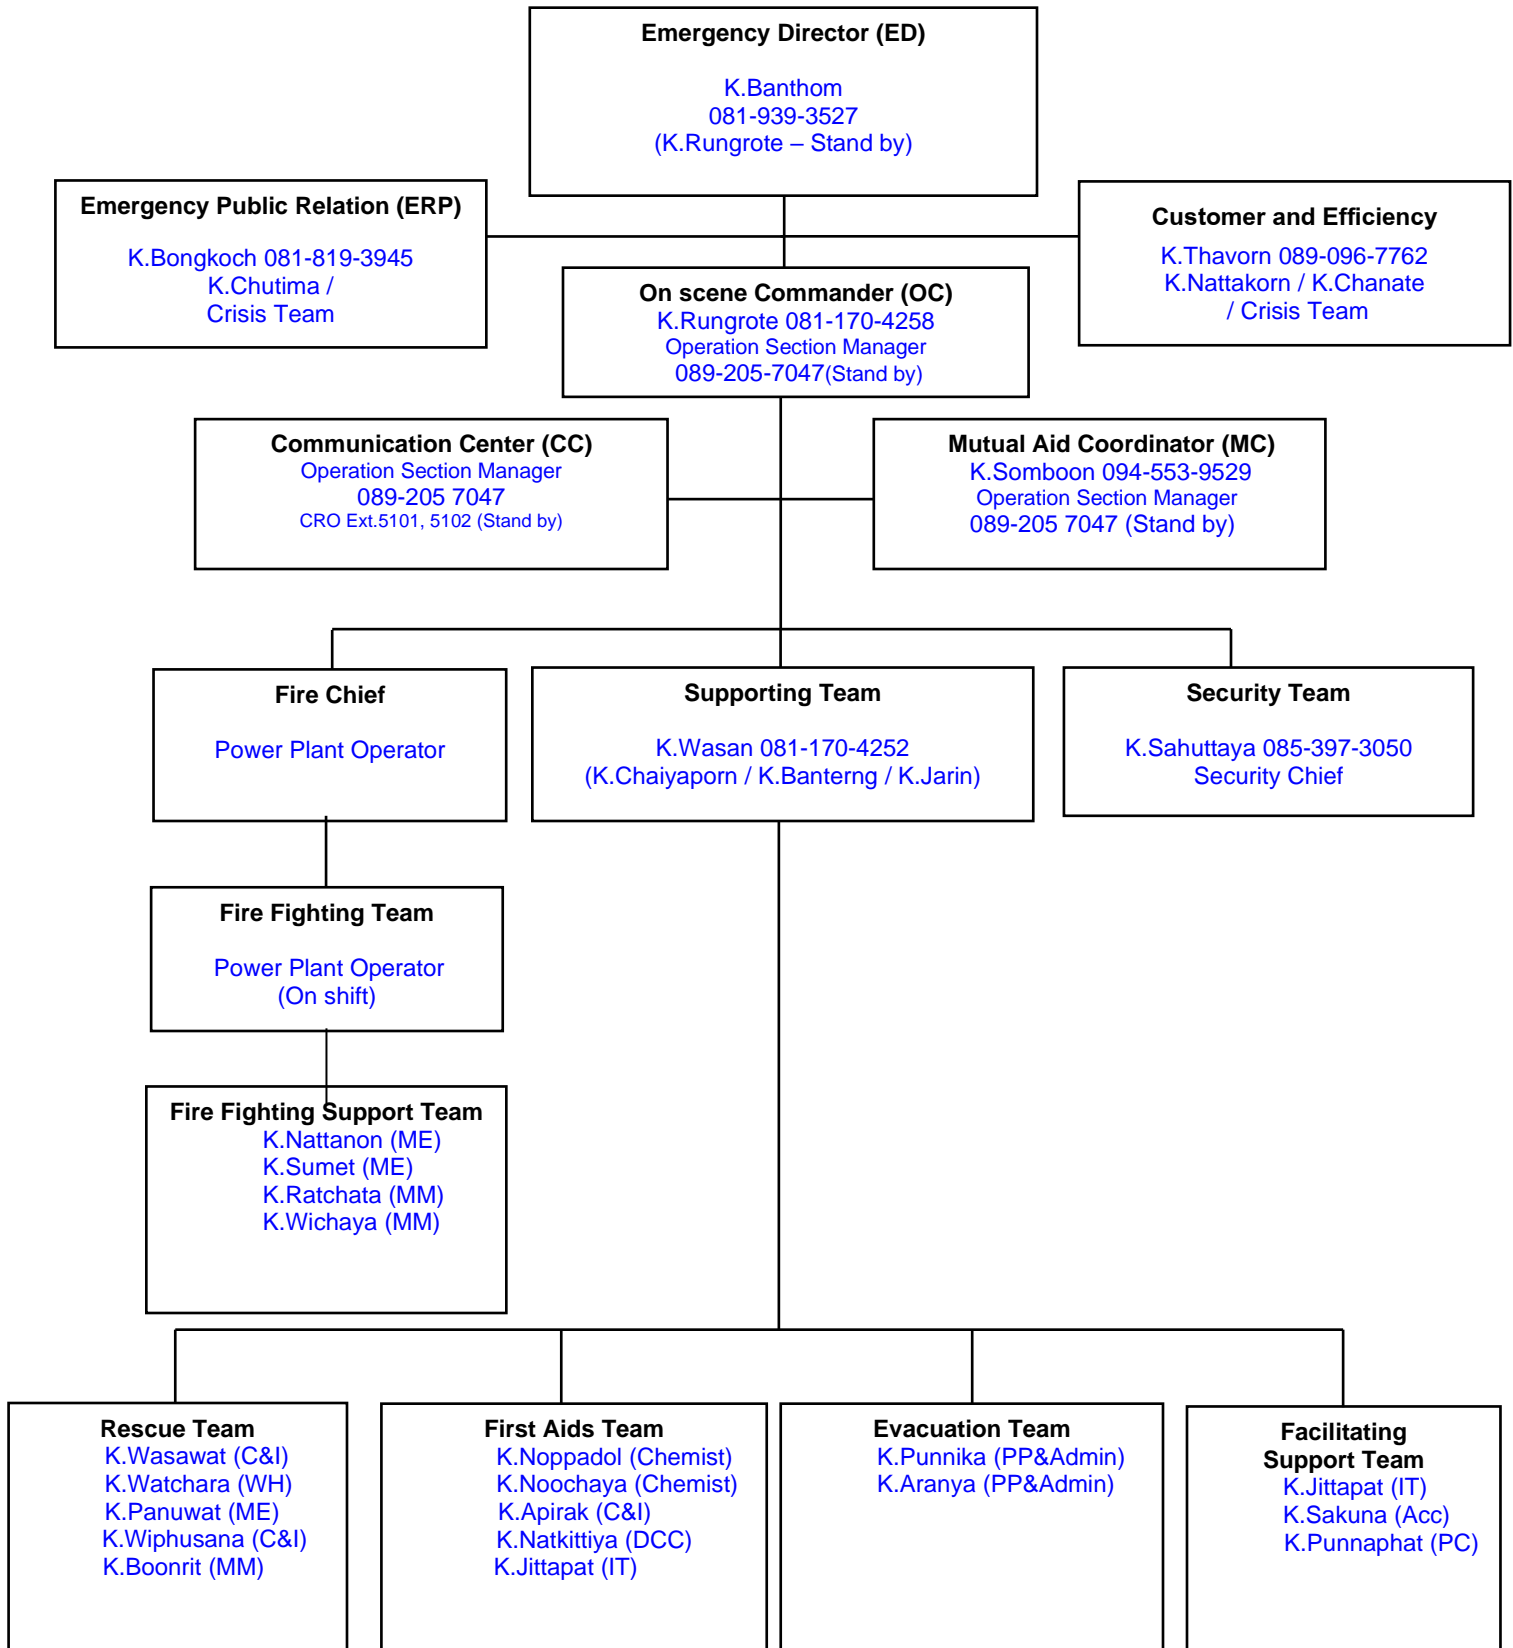 Emergency Director (ED)
K.Banthom
081-939-3527
(K.Rungrote – Stand by)
Emergency Public Relation (ERP)
K.Bongkoch 081-819-3945
K.Chutima /
Crisis Team
Customer and Efficiency
K.Thavorn 089-096-7762
K.Nattakorn / K.Chanate
/ Crisis Team
On scene Commander (OC)
K.Rungrote 081-170-4258
Operation Section Manager
089-205-7047(Stand by)
Communication Center (CC)
Operation Section Manager
089-205 7047
CRO Ext.5101, 5102 (Stand by)
Mutual Aid Coordinator (MC)
K.Somboon 094-553-9529
Operation Section Manager
089-205 7047 (Stand by)
Fire Chief
Power Plant Operator
Supporting Team
K.Wasan 081-170-4252
(K.Chaiyaporn / K.Banterng / K.Jarin)
Security Team
K.Sahuttaya 085-397-3050
Security Chief
Fire Fighting Team
Power Plant Operator
(On shift)
Fire Fighting Support Team
K.Nattanon (ME)
K.Sumet (ME)
K.Ratchata (MM)
K.Wichaya (MM)
Rescue Team
K.Wasawat (C&I)
K.Watchara (WH)
K.Panuwat (ME)
K.Wiphusana (C&I)
K.Boonrit (MM)
First Aids Team
K.Noppadol (Chemist)
K.Noochaya (Chemist)
K.Apirak (C&I)
K.Natkittiya (DCC)
K.Jittapat (IT)
Evacuation Team
K.Punnika (PP&Admin)
K.Aranya (PP&Admin)
Facilitating
Support Team
K.Jittapat (IT)
K.Sakuna (Acc)
K.Punnaphat (PC)